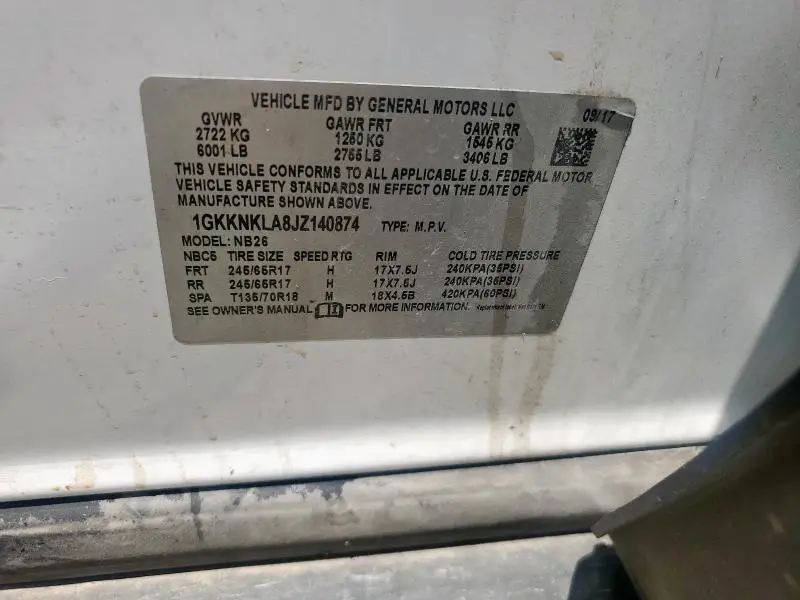 VEHICLE MFD BY GENERAL MOTORS LLC 09/17
GVWR GAWR FRT GAWR RR
2722 KG 1250 KG 1545 KG
6001 LB 2755 LB 3406 LB
THIS VEHICLE CONFORMS TO ALL APPLICABLE U.S. FEDERAL MOTOR
VEHICLE SAFETY STANDARDS IN EFFECT ON THE DATE OF
MANUFACTURE SHOWN ABOVE.
1GKKNKLA8JZ140874 TYPE: M.P.V.
MODEL: NB26
NBC5 TIRE SIZE SPEED RTG RIM COLD TIRE PRESSURE
FRT 245/65R17 H 17X7.5J 240KPA(35PSI)
RR 245/65R17 H 17X7.5J 240KPA(35PSI)
SPA T135/70R18 M 18X4.5B 420KPA(60PSI)
SEE OWNER'S MANUAL FOR MORE INFORMATION.